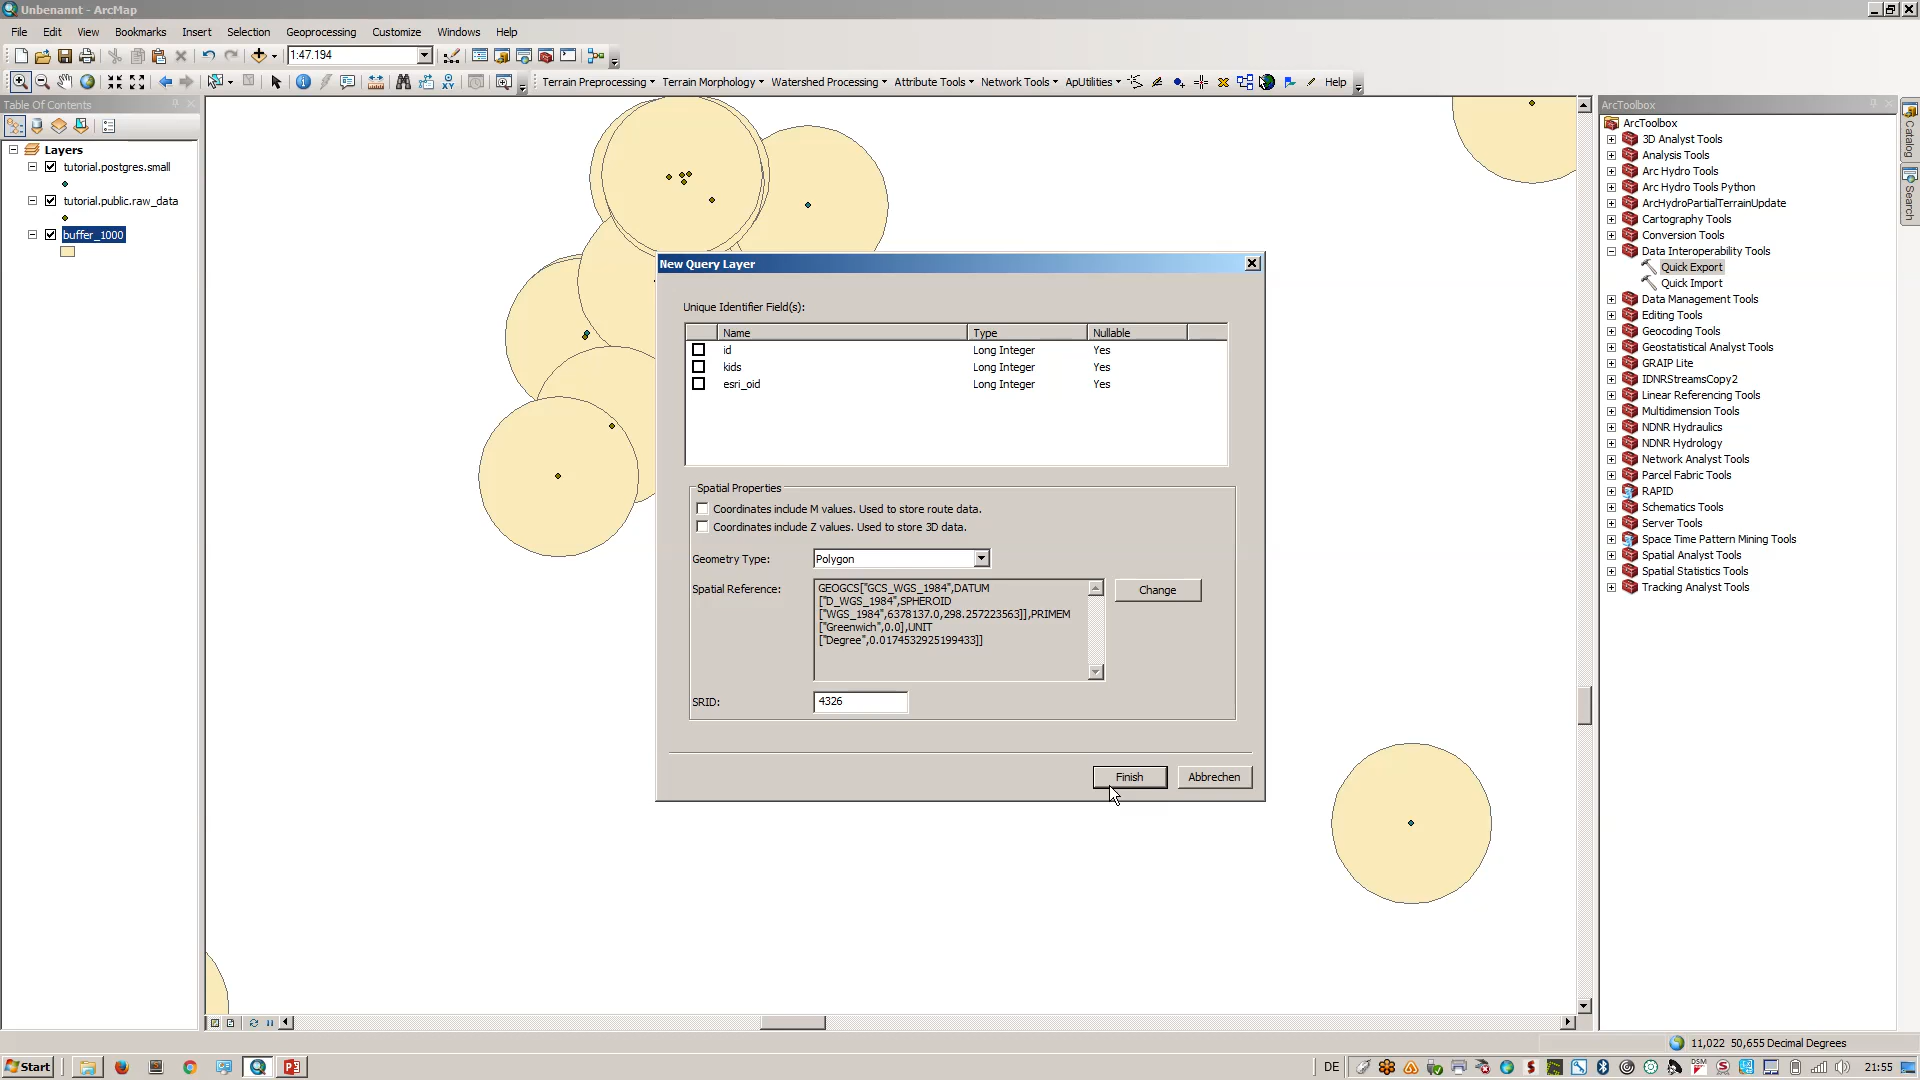 Unbenannt - ArcMap
File Edit View Bookmarks Insert Selection Geoprocessing Customize Windows Help
1:47.194
Terrain Preprocessing Terrain Morphology Watershed Processing Attribute Tools Network Tools ApUtilities Help
Table Of Contents
Layers
tutorial.postgres.small
tutorial.public.raw_data
buffer_1000
New Query Layer
Unique Identifier Field(s):
Name Type Nullable
id Long Integer Yes
kids Long Integer Yes
esri_oid Long Integer Yes
Spatial Properties
Coordinates include M values. Used to store route data.
Coordinates include Z values. Used to store 3D data.
Geometry Type: Polygon
Spatial Reference:
GEOGCS["GCS_WGS_1984",DATUM
["D_WGS_1984",SPHEROID
["WGS_1984",6378137.0,298.257223563]],PRIMEM
["Greenwich",0.0],UNIT
["Degree",0.0174532925199433]]
Change
SRID: 4326
Finish Abbrechen
ArcToolbox
ArcToolbox
3D Analyst Tools
Analysis Tools
Arc Hydro Tools
Arc Hydro Tools Python
ArcHydroPartialTerrainUpdate
Cartography Tools
Conversion Tools
Data Interoperability Tools
Quick Export
Quick Import
Data Management Tools
Editing Tools
Geocoding Tools
Geostatistical Analyst Tools
GRAIP Lite
IDNRStreamsCopy2
Linear Referencing Tools
Multidimension Tools
NDNR Hydraulics
NDNR Hydrology
Network Analyst Tools
Parcel Fabric Tools
RAPID
Schematics Tools
Server Tools
Space Time Pattern Mining Tools
Spatial Analyst Tools
Spatial Statistics Tools
Tracking Analyst Tools
Catalog
Search
11,022 50,655 Decimal Degrees
Start
DE
21:55